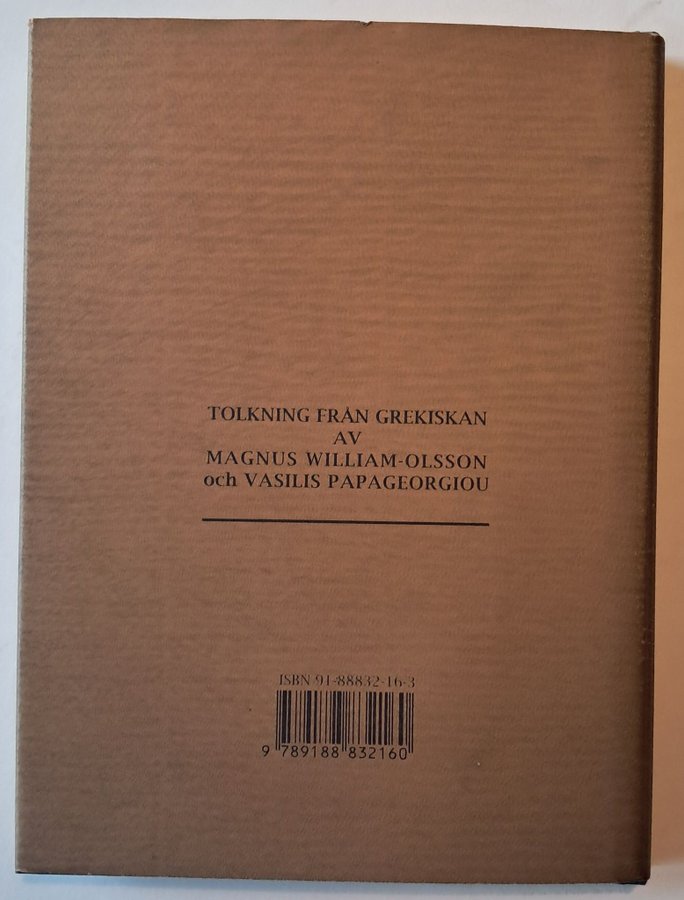 TOLKNING FRÅN GREKISKAN
AV
MAGNUS WILLIAM-OLSSON
och VASILIS PAPAGEORGIOU
ISBN 91-88832-16-3
9 789188 832160